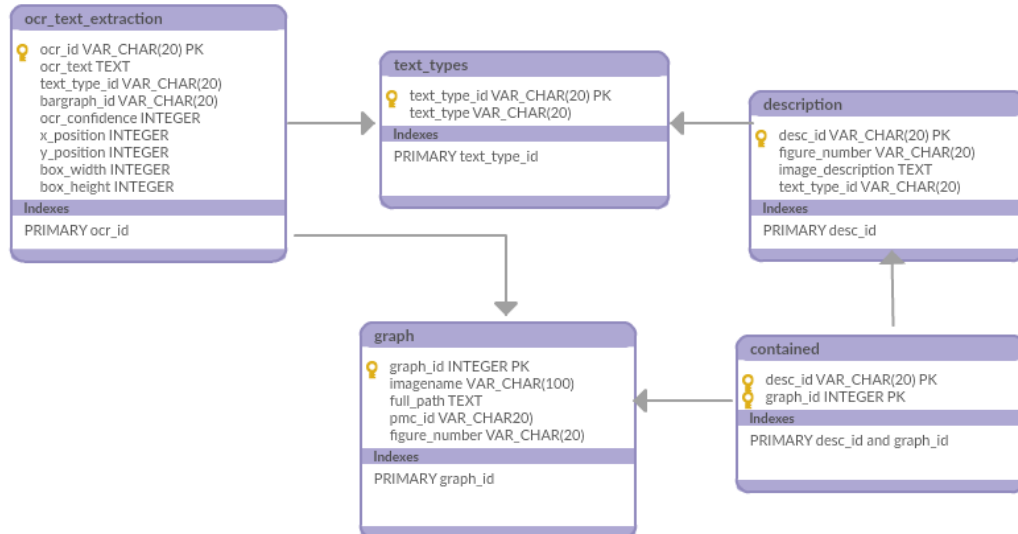 ocr_text_extraction
ocr_id VAR_CHAR(20) PK
ocr_text TEXT
text_type_id VAR_CHAR(20)
bargraph_id VAR_CHAR(20)
ocr_confidence INTEGER
x_position INTEGER
y_position INTEGER
box_width INTEGER
box_height INTEGER
Indexes
PRIMARY ocr_id
text_types
text_type_id VAR_CHAR(20) PK
text_type VAR_CHAR(20)
Indexes
PRIMARY text_type_id
description
desc_id VAR_CHAR(20) PK
figure_number VAR_CHAR(20)
image_description TEXT
text_type_id VAR_CHAR(20)
Indexes
PRIMARY desc_id
graph
graph_id INTEGER PK
imagename VAR_CHAR(100)
full_path TEXT
pmc_id VAR_CHAR20)
figure_number VAR_CHAR(20)
Indexes
PRIMARY graph_id
contained
desc_id VAR_CHAR(20) PK
graph_id INTEGER PK
Indexes
PRIMARY desc_id and graph_id